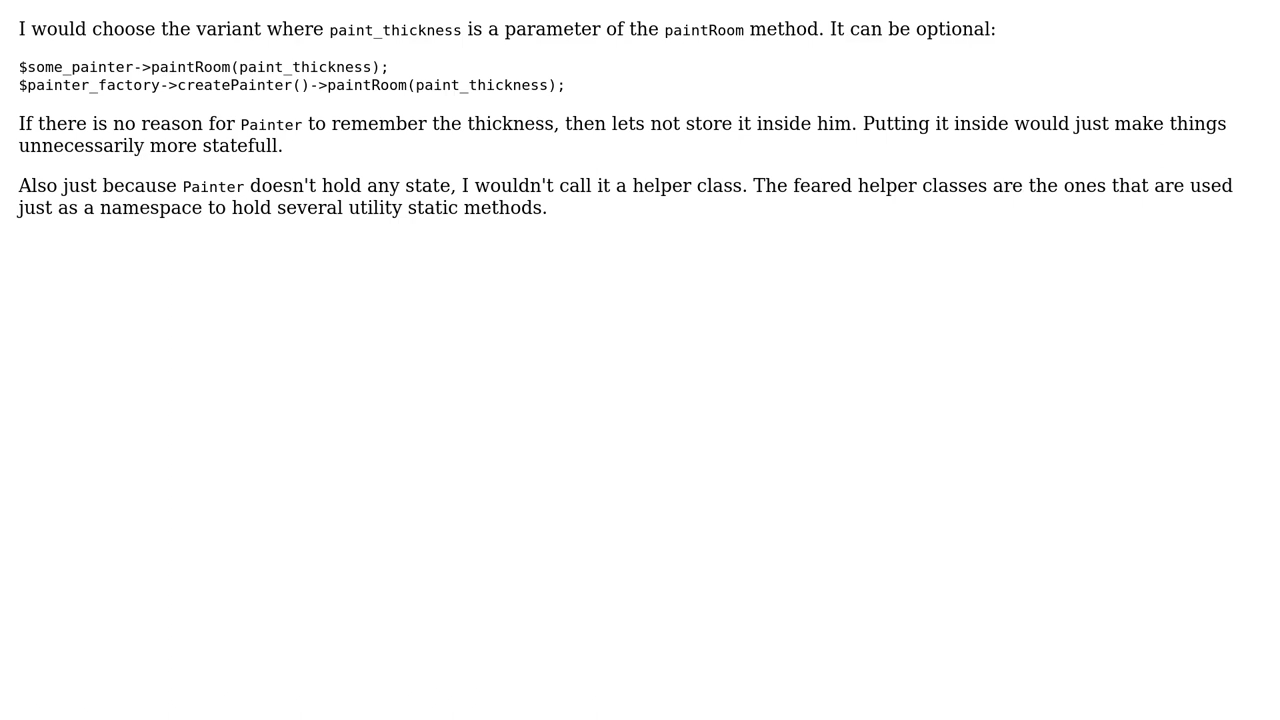 I would choose the variant where paint_thickness is a parameter of the paintRoom method. It can be optional:
$some_painter->paintRoom(paint_thickness);
$painter_factory->createPainter()->paintRoom(paint_thickness);
If there is no reason for Painter to remember the thickness, then lets not store it inside him. Putting it inside would just make things
unnecessarily more statefull.
Also just because Painter doesn't hold any state, I wouldn't call it a helper class. The feared helper classes are the ones that are used
just as a namespace to hold several utility static methods.